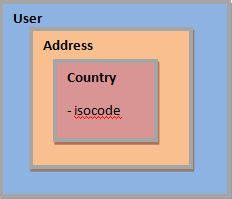 User
Address
Country
- isocode